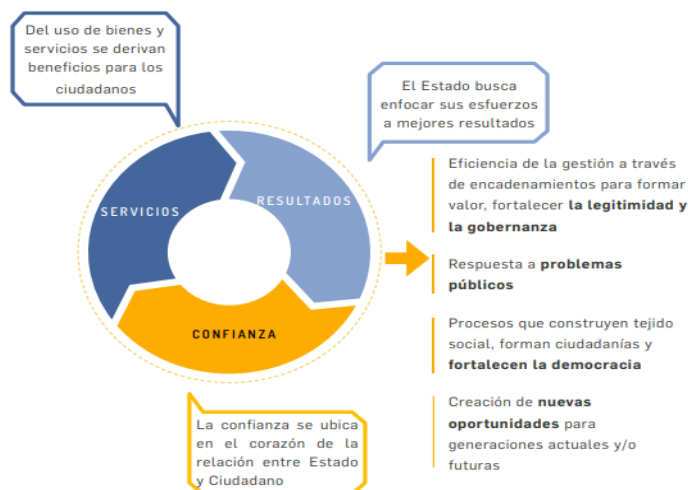 Del uso de bienes y
servicios se derivan
beneficios para los
ciudadanos
El Estado busca
enfocar sus esfuerzos
a mejores resultados
SERVICIOS
RESULTADOS
CONFIANZA
Eficiencia de la gestión a través
de encadenamientos para formar
valor, fortalecer la legitimidad y
la gobernanza
Respuesta a problemas
públicos
Procesos que construyen tejido
social, forman ciudadanías y
fortalecen la democracia
Creación de nuevas
oportunidades para
generaciones actuales y/o
futuras
La confianza se ubica
en el corazón de la
relación entre Estado
y Ciudadano